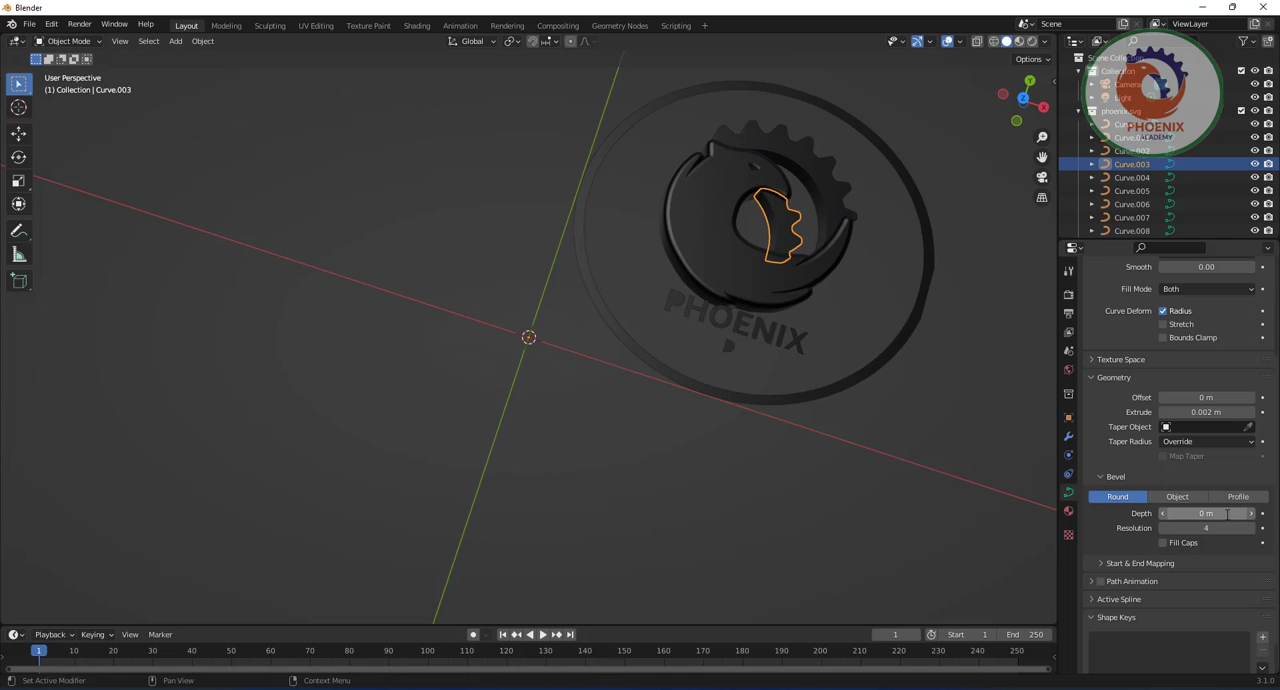 Blender
File Edit Render Window Help Layout Modeling Sculpting UV Editing Texture Paint Shading Animation Rendering Compositing Geometry Nodes Scripting + Scene ViewLayer
Object Mode View Select Add Object Global
Options
User Perspective
(1) Collection | Curve.003
Y
Z
X
PHOENIX
P
Scene Collection
Collection
Camera
Light
phoenix.svg
PHOENIX
ACADEMY
Curve.003
Curve.004
Curve.005
Curve.006
Curve.007
Curve.008
Smooth 0.00
Fill Mode Both
Curve Deform Radius
Stretch
Bounds Clamp
Texture Space
Geometry
Offset 0 m
Extrude 0.002 m
Taper Object
Taper Radius Override
Map Taper
Bevel
Round Object Profile
Depth 0 m
Resolution 4
Fill Caps
Start & End Mapping
Path Animation
Active Spline
Shape Keys
Playback Keying View Marker 1 Start 1 End 250
1 10 20 30 40 50 60 70 80 90 100 110 120 130 140 150 160 170 180 190 200 210 220 230 240 250
Set Active Modifier Pan View Context Menu 3.1.0